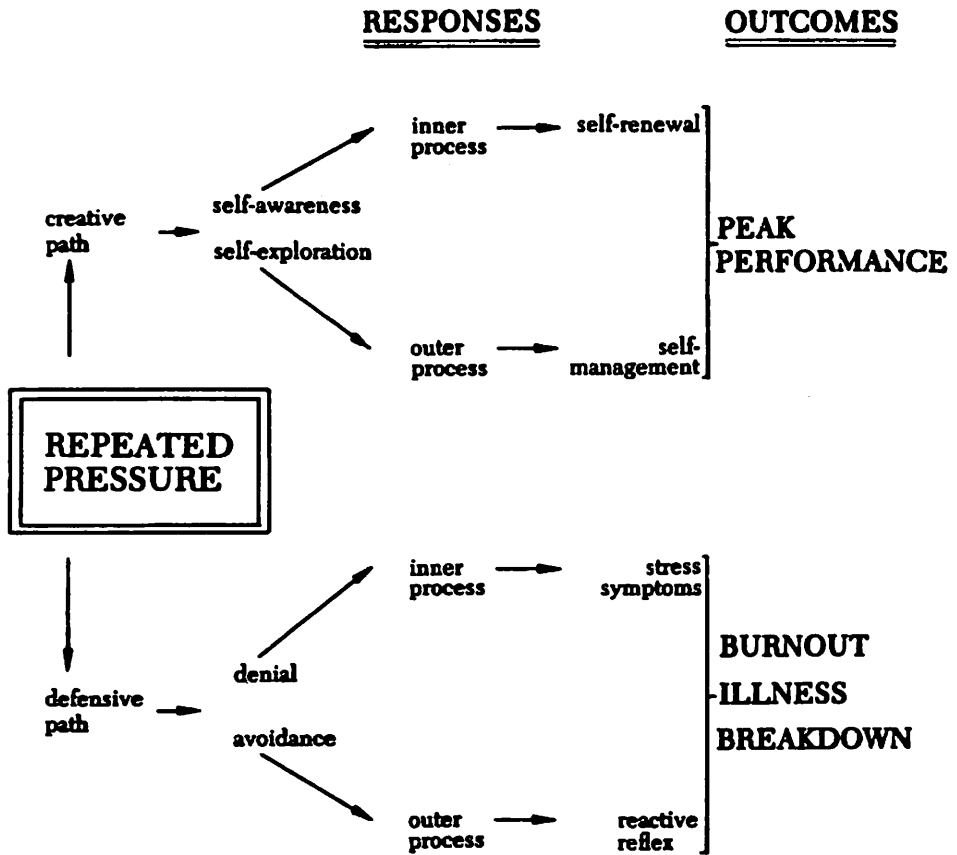 RESPONSES
OUTCOMES
inner
process
self-renewal
self-awareness
creative
path
self-exploration
PEAK
PERFORMANCE
outer
process
self-
management
REPEATED
PRESSURE
inner
process
stress
symptoms
denial
defensive
path
avoidance
BURNOUT
ILLNESS
BREAKDOWN
outer
process
reactive
reflex